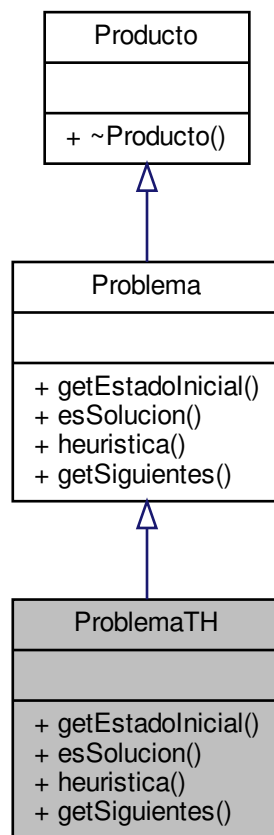 Producto
+ ~Producto()
Problema
+ getEstadoInicial()
+ esSolucion()
+ heuristica()
+ getSiguientes()
ProblemaTH
+ getEstadoInicial()
+ esSolucion()
+ heuristica()
+ getSiguientes()